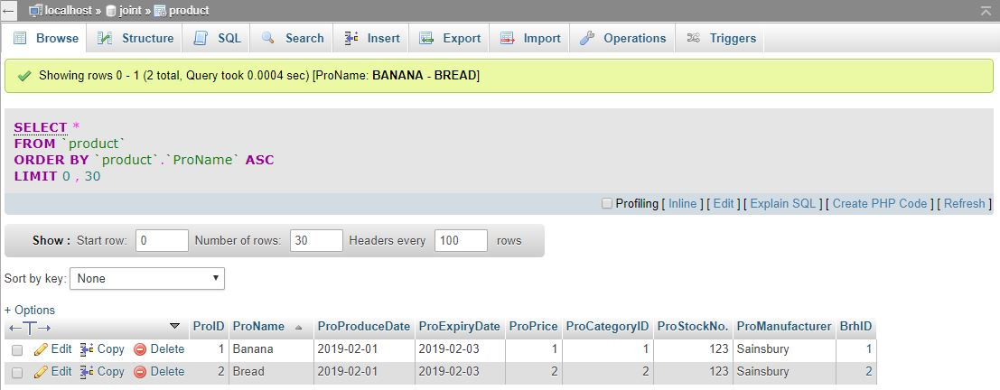 ← localhost » joint » product
Browse Structure SQL Search Insert Export Import Operations Triggers
Showing rows 0 - 1 (2 total, Query took 0.0004 sec) [ProName: BANANA - BREAD]
SELECT *
FROM `product`
ORDER BY `product`.`ProName` ASC
LIMIT 0 , 30
Profiling [ Inline ] [ Edit ] [ Explain SQL ] [ Create PHP Code ] [ Refresh ]
Show : Start row: 0 Number of rows: 30 Headers every 100 rows
Sort by key: None
+ Options
←T→ ProID ProName ProProduceDate ProExpiryDate ProPrice ProCategoryID ProStockNo. ProManufacturer BrhID
Edit Copy Delete 1 Banana 2019-02-01 2019-02-03 1 1 123 Sainsbury 1
Edit Copy Delete 2 Bread 2019-02-01 2019-02-03 2 2 123 Sainsbury 2